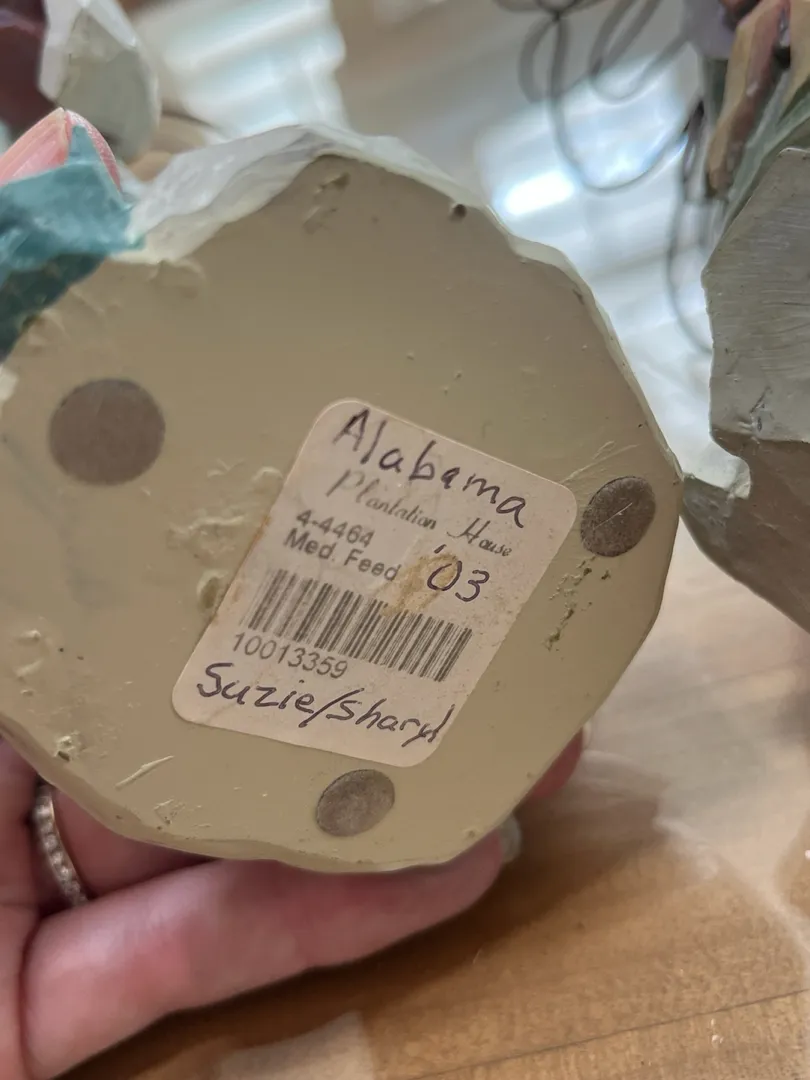 Alabama
Plantation House
4-4464
Med. Feed '03
10013359
Suzie/Sharyl